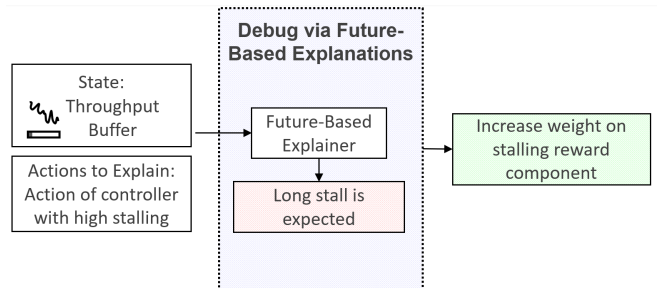 Debug via Future-
Based Explanations
State:
Throughput
Buffer
Actions to Explain:
Action of controller
with high stalling
Future-Based
Explainer
Long stall is
expected
Increase weight on
stalling reward
component